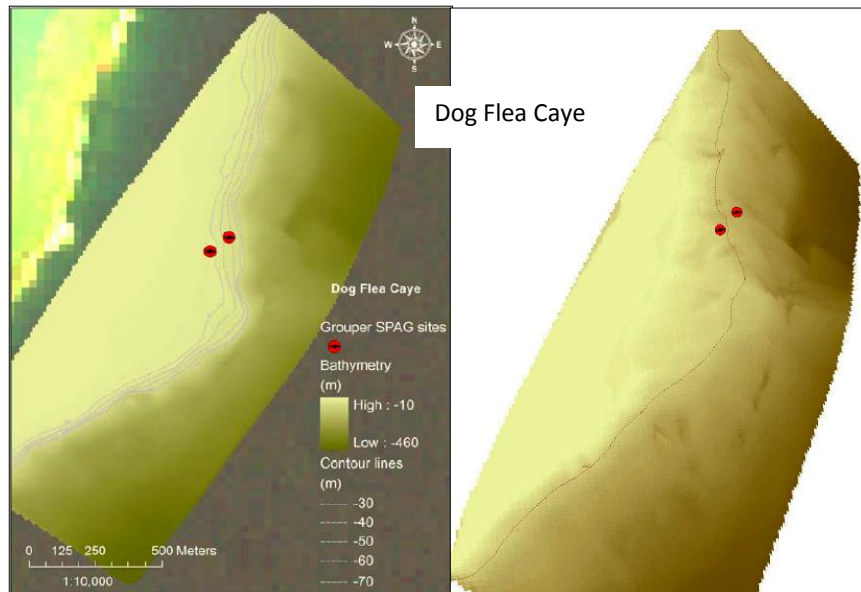 N
W E
S
Dog Flea Caye
Dog Flea Caye
Grouper SPAG sites
Bathymetry
(m)
High : -10
Low : -460
Contour lines
(m)
-30
-40
-50
-60
-70
0 125 250 500 Meters
1:10,000